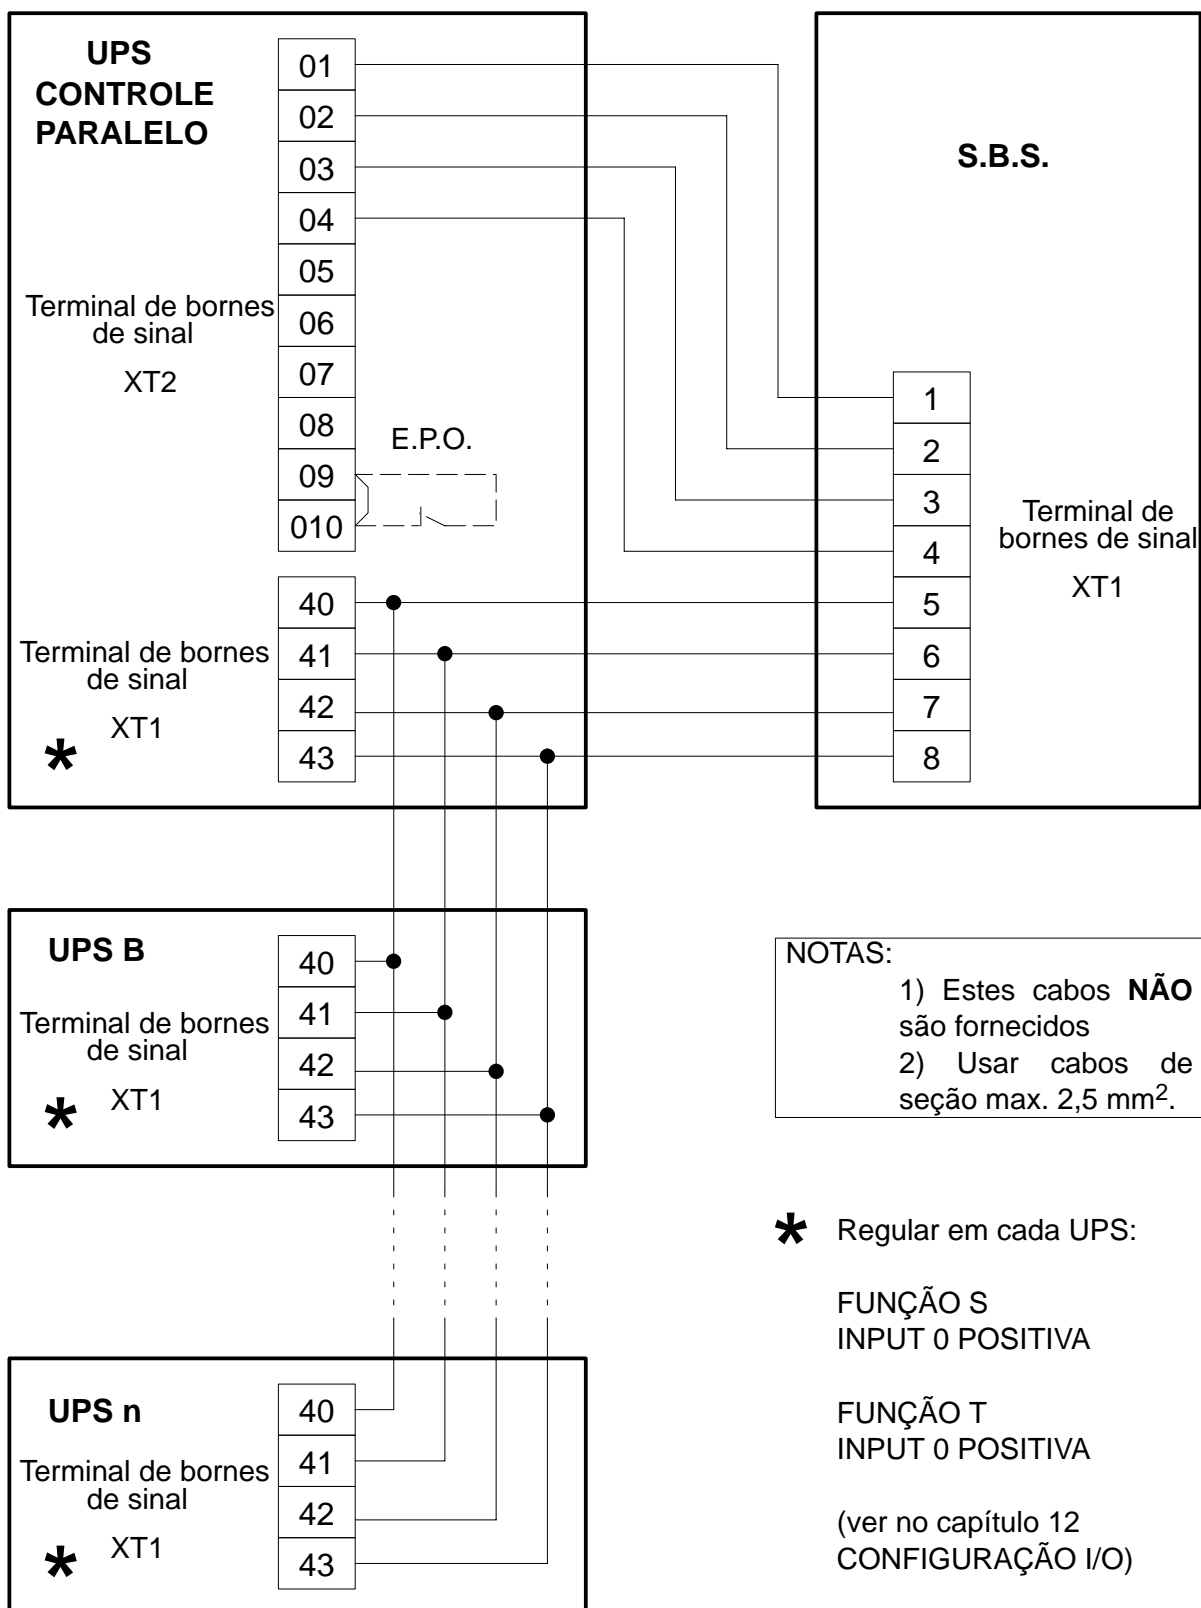 UPS
CONTROLE
PARALELO
01
02
03
04
05
06
07
08
09
010
Terminal de bornes
de sinal
XT2
E.P.O.
40
41
42
43
Terminal de bornes
de sinal
XT1
*
S.B.S.
1
2
3
4
5
6
7
8
Terminal de
bornes de sinal
XT1
UPS B
Terminal de bornes
de sinal
XT1
*
40
41
42
43
NOTAS:
1) Estes cabos NÃO
são fornecidos
2) Usar cabos de
seção max. 2,5 mm².
* Regular em cada UPS:
FUNÇÃO S
INPUT 0 POSITIVA
FUNÇÃO T
INPUT 0 POSITIVA
(ver no capítulo 12
CONFIGURAÇÃO I/O)
UPS n
Terminal de bornes
de sinal
XT1
*
40
41
42
43